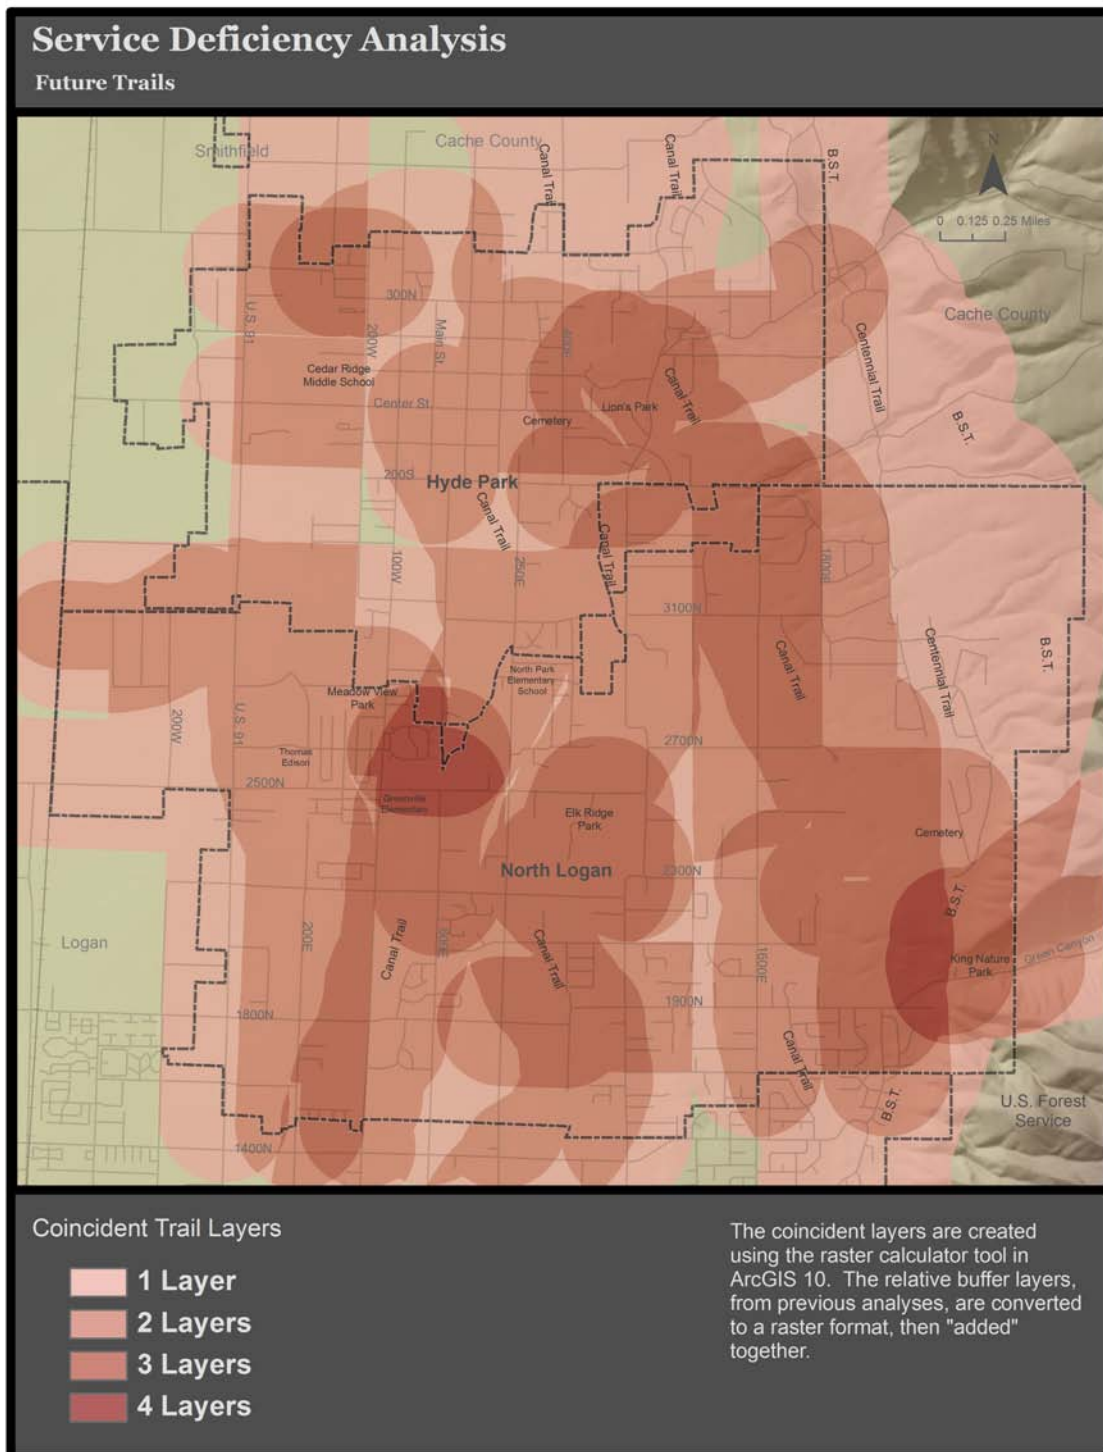 Service Deficiency Analysis
Future Trails
Smithfield
Cache County
Canal Trail
Canal Trail
B.S.T.
N
0 0.125 0.25 Miles
U.S. 91
300N
200W
Main St.
400E
Cache County
Centennial Trail
Cedar Ridge
Middle School
Center St.
Canal Trail
Lion's Park
Cemetery
B.S.T.
200S
Hyde Park
Canal Trail
Canal Trail
100W
250E
1800E
3100N
Canal Trail
Centennial Trail
B.S.T.
North Park
Elementary
School
Meadow View
Park
200W
U.S. 91
Thomas
Edison
2700N
2500N
Greenville
Elementary
Elk Ridge
Park
Cemetery
North Logan
2300N
B.S.T.
Logan
200E
Canal Trail
Canal Trail
1600E
King Nature
Park
Green Canyon
1900N
1800N
Canal Trail
B.S.T.
U.S. Forest
Service
1400N
Coincident Trail Layers
1 Layer
2 Layers
3 Layers
4 Layers
The coincident layers are created
using the raster calculator tool in
ArcGIS 10. The relative buffer layers,
from previous analyses, are converted
to a raster format, then "added"
together.